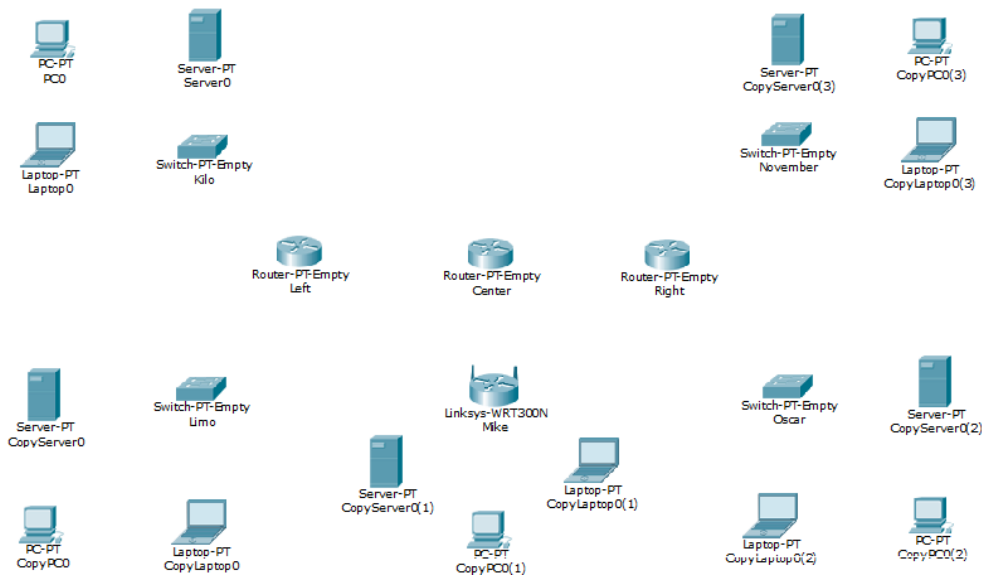 PC-PT
PC0
Server-PT
Server0
Server-PT
CopyServer0(3)
PC-PT
CopyPC0(3)
Laptop-PT
Laptop0
Switch-PT-Empty
Kilo
Switch-PT-Empty
November
Laptop-PT
CopyLaptop0(3)
Router-PT-Empty
Left
Router-PT-Empty
Center
Router-PT-Empty
Right
Server-PT
CopyServer0
Switch-PT-Empty
Limo
Linksys-WRT300N
Mike
Switch-PT-Empty
Oscar
Server-PT
CopyServer0(2)
Server-PT
CopyServer0(1)
Laptop-PT
CopyLaptop0(1)
PC-PT
CopyPC0
Laptop-PT
CopyLaptop0
PC-PT
CopyPC0(1)
Laptop-PT
CopyLaptop0(2)
PC-PT
CopyPC0(2)